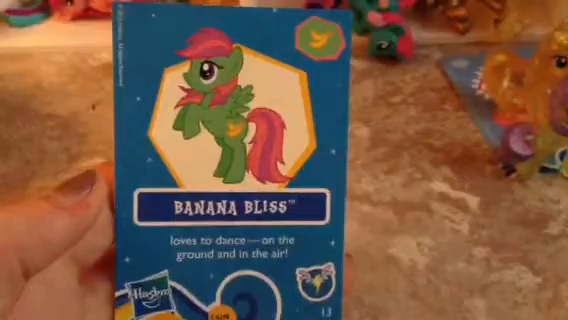 BANANA BLISS™
loves to dance—on the
ground and in the air!
Hasbro
13